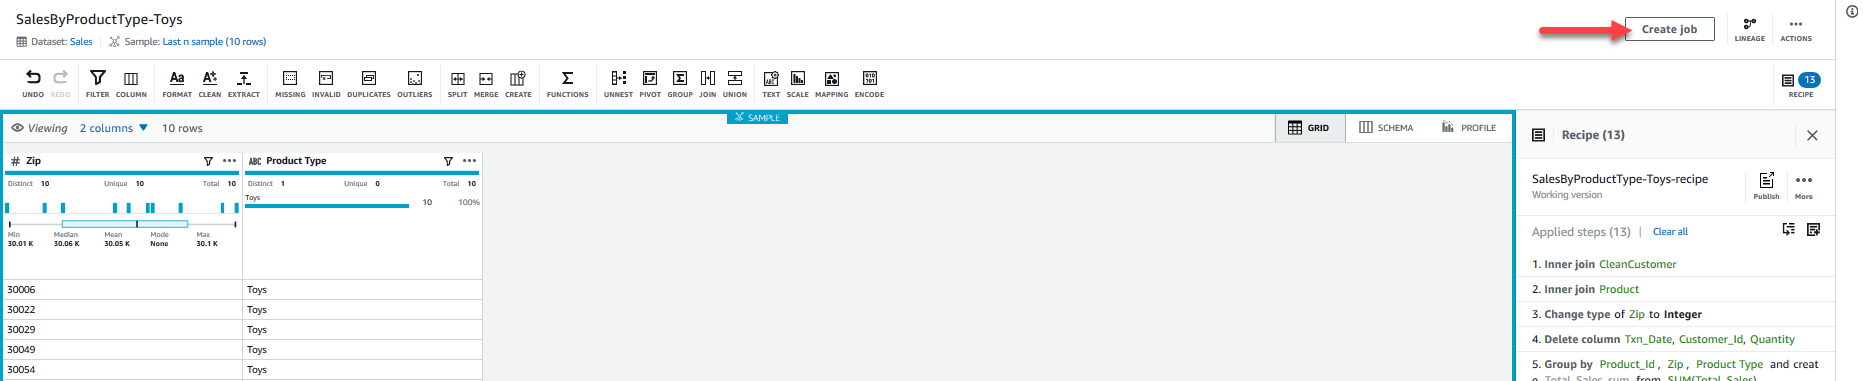 SalesByProductType-Toys
Dataset: Sales Sample: Last n sample (10 rows)
Create job
LINEAGE
ACTIONS
UNDO REDO FILTER COLUMN FORMAT CLEAN EXTRACT MISSING INVALID DUPLICATES OUTLIERS SPLIT MERGE CREATE FUNCTIONS UNNEST PIVOT GROUP JOIN UNION TEXT SCALE MAPPING ENCODE
13
RECIPE
Viewing 2 columns 10 rows
SAMPLE
GRID SCHEMA PROFILE
# Zip
ABC Product Type
Distinct 10 Unique 10 Total 10
Distinct 1 Unique 0 Total 10
Toys 10 100%
Min Median Mean Mode Max
30.01 K 30.06 K 30.05 K None 30.1 K
30006 Toys
30022 Toys
30029 Toys
30049 Toys
30054 Toys
Recipe (13)
SalesByProductType-Toys-recipe
Working version
Publish
More
Applied steps (13) | Clear all
1. Inner join CleanCustomer
2. Inner join Product
3. Change type of Zip to Integer
4. Delete column Txn_Date, Customer_Id, Quantity
5. Group by Product_Id , Zip , Product Type and creat
e Total_Sales_sum from SUM(Total_Sales)